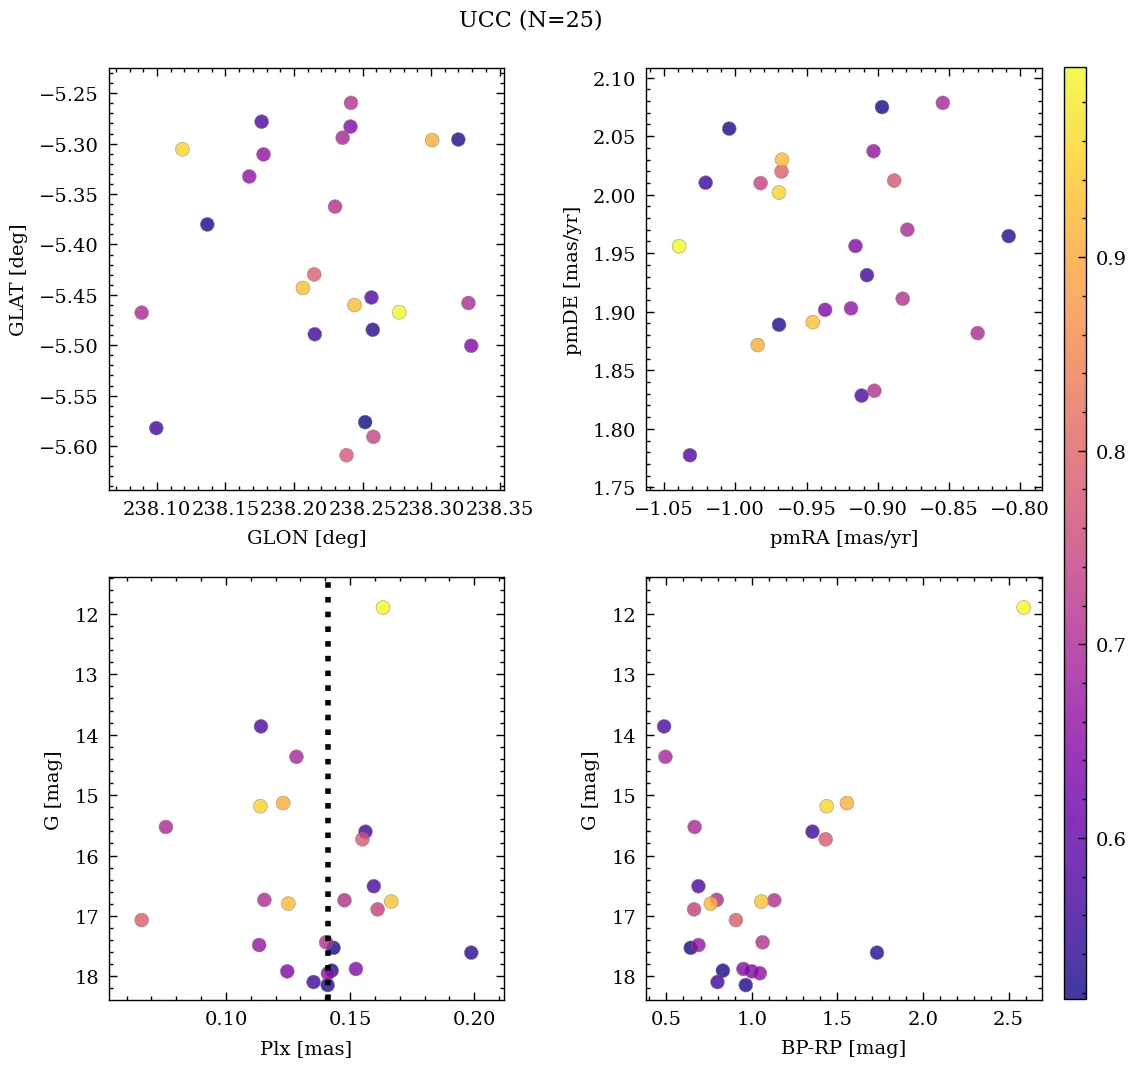 UCC (N=25)
−5.25
−5.30
−5.35
−5.40
−5.45
−5.50
−5.55
−5.60
GLAT [deg]
238.10 238.15 238.20 238.25 238.30 238.35
GLON [deg]
2.10
2.05
2.00
1.95
1.90
1.85
1.80
1.75
pmDE [mas/yr]
−1.05 −1.00 −0.95 −0.90 −0.85 −0.80
pmRA [mas/yr]
12
13
14
15
16
17
18
G [mag]
0.10 0.15 0.20
Plx [mas]
12
13
14
15
16
17
18
G [mag]
0.5 1.0 1.5 2.0 2.5
BP-RP [mag]
0.9
0.8
0.7
0.6